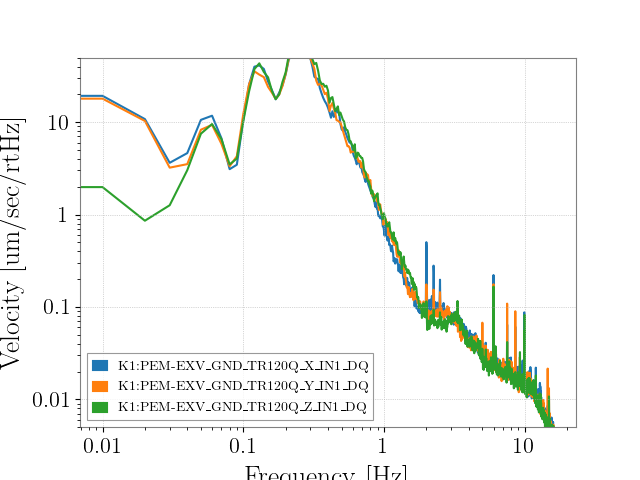 10
1
0.1
0.01
Velocity [um/sec/rtHz]
K1:PEM-EXV_GND_TR120Q_X_IN1_DQ
K1:PEM-EXV_GND_TR120Q_Y_IN1_DQ
K1:PEM-EXV_GND_TR120Q_Z_IN1_DQ
0.01 0.1 1 10
Frequency [Hz]